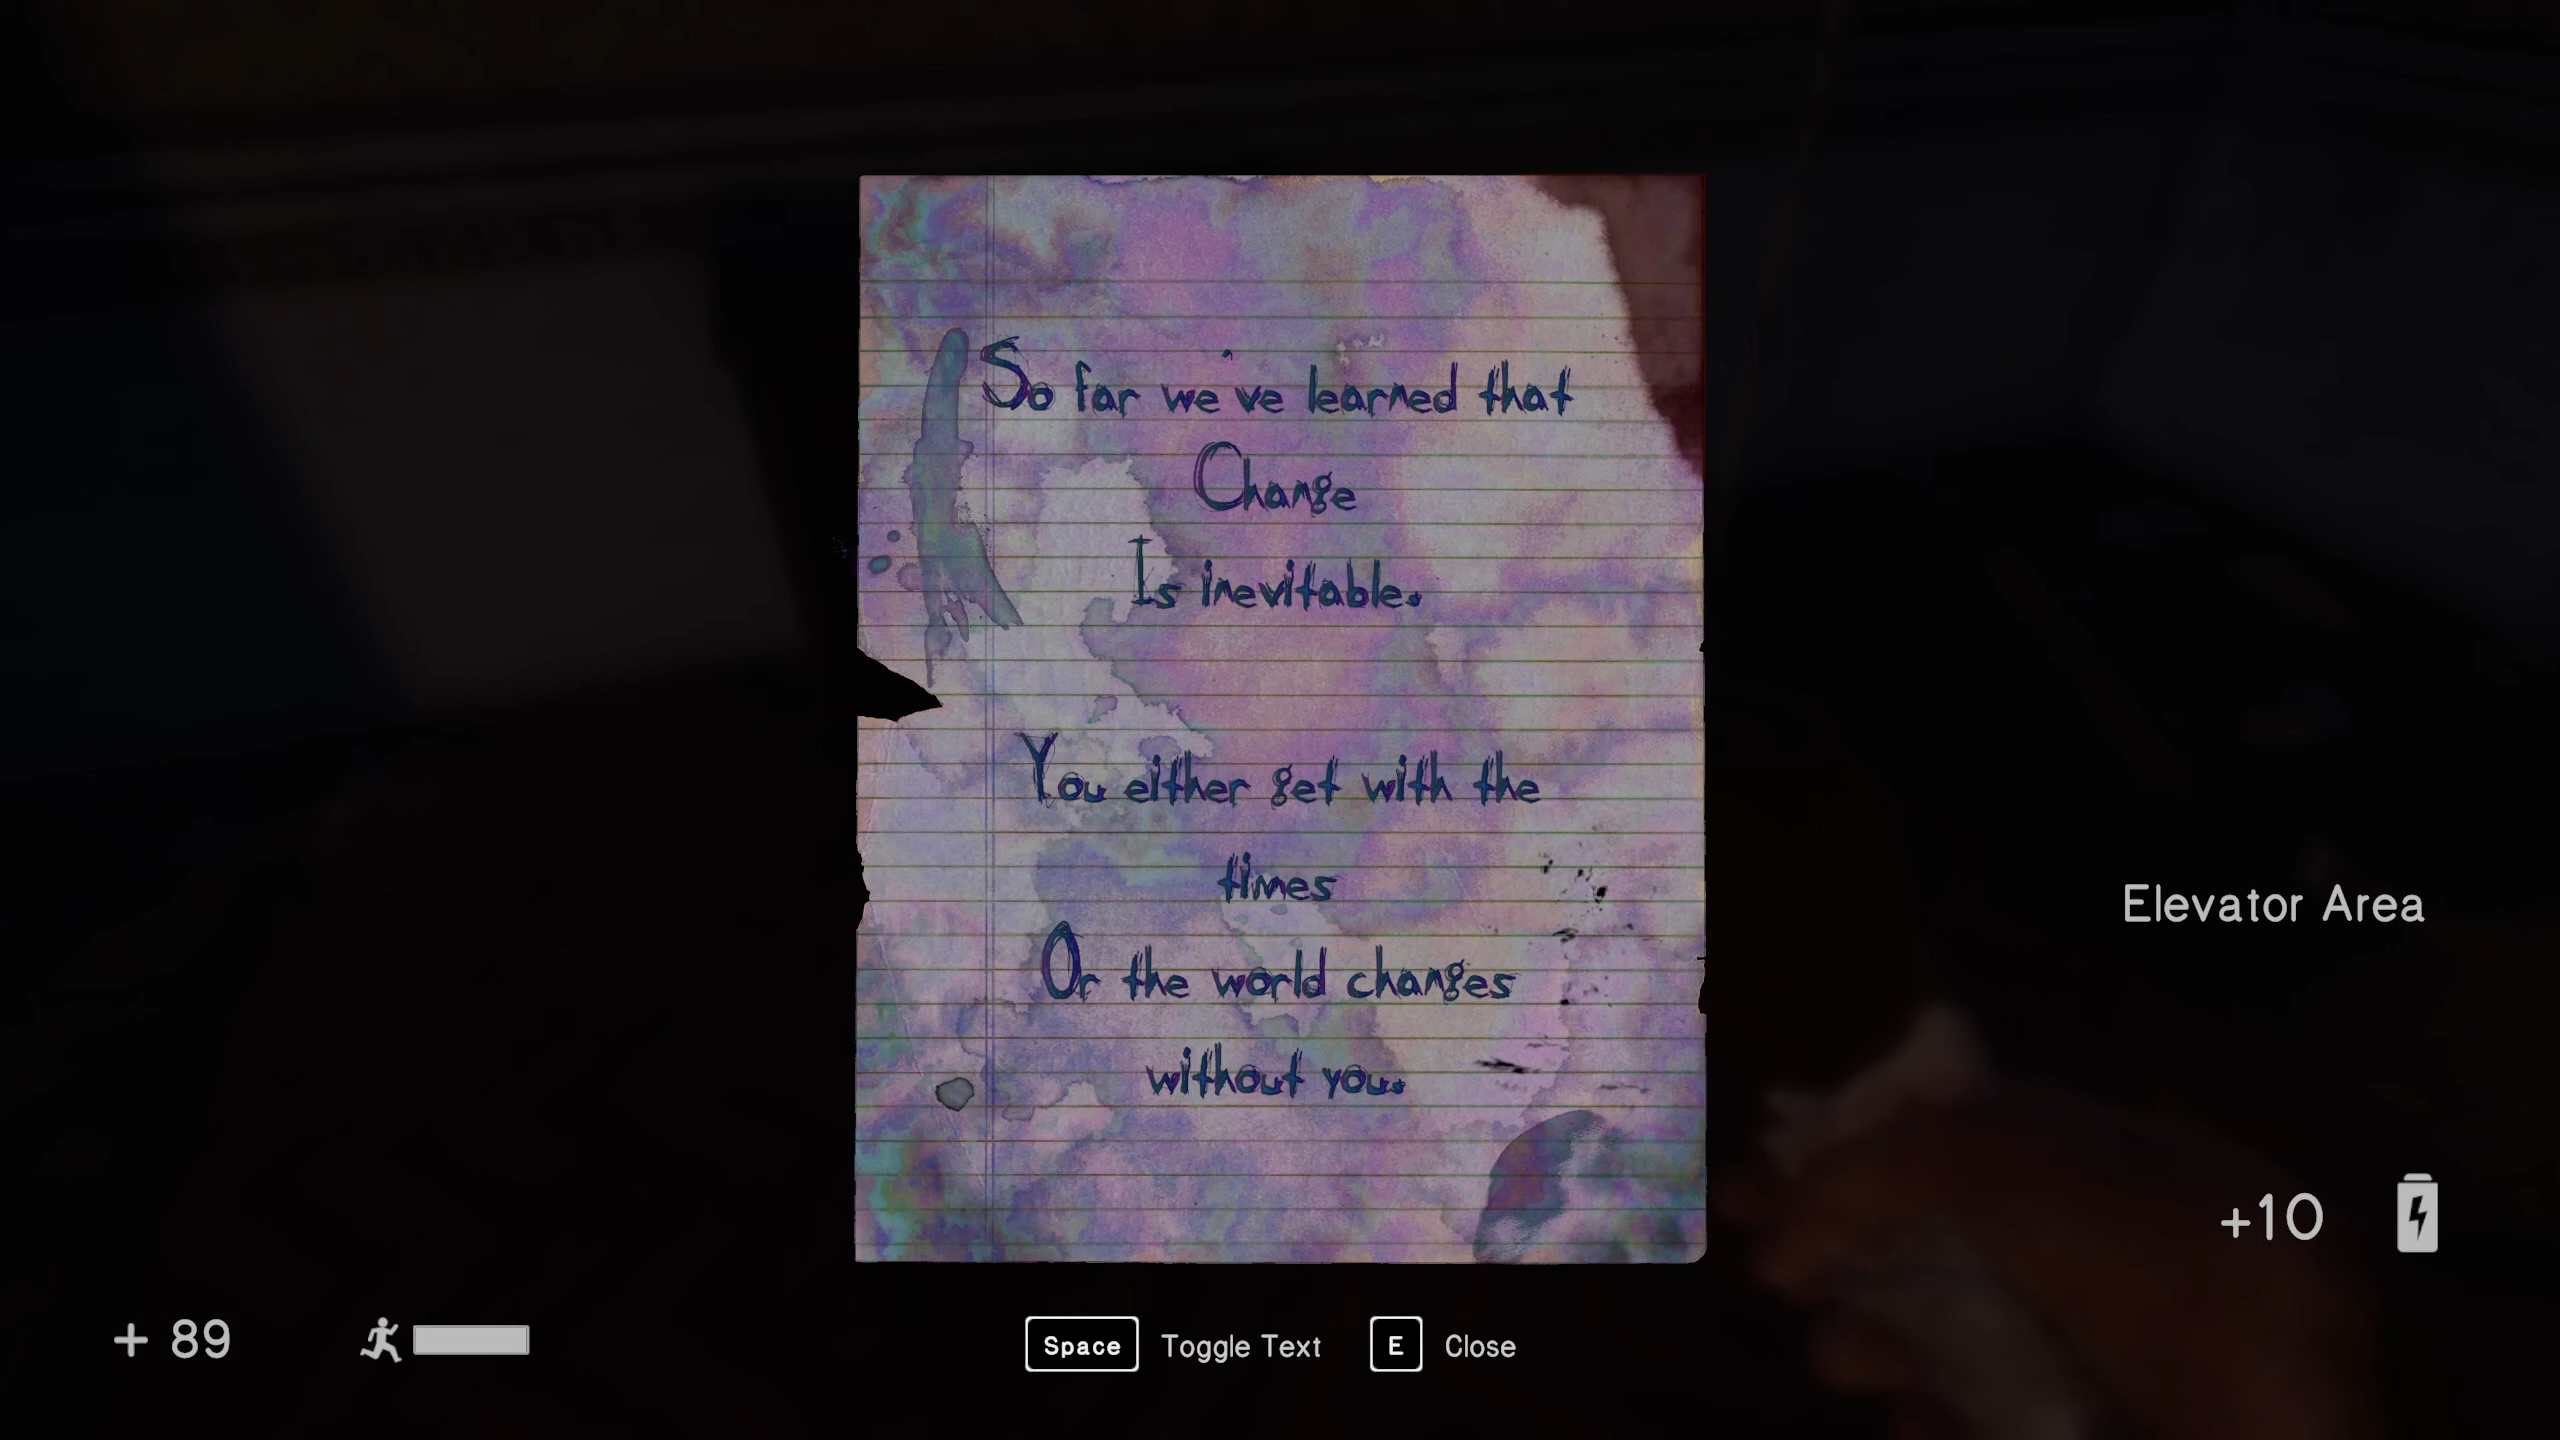 So far we've learned that
Change
Is inevitable.
You either get with the
times
Or the world changes
without you.
Elevator Area
+10
+ 89
Space Toggle Text E Close